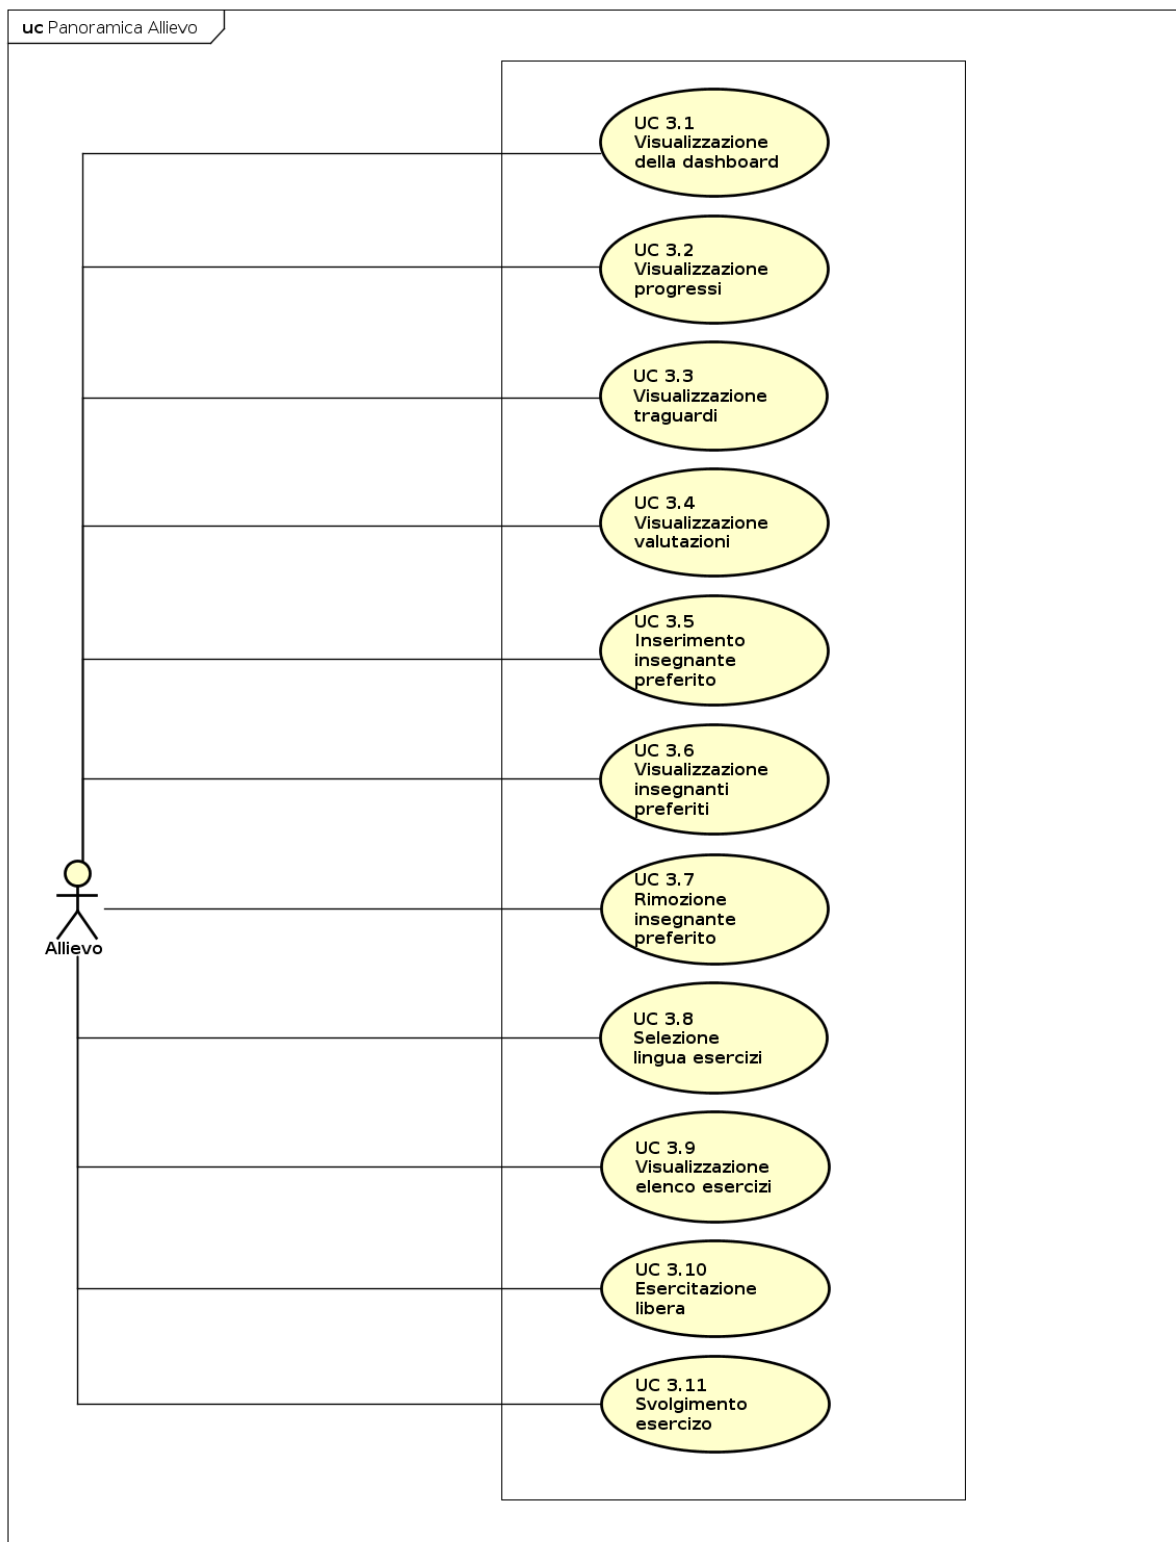 uc Panoramica Allievo
UC 3.1
Visualizzazione
della dashboard
UC 3.2
Visualizzazione
progressi
UC 3.3
Visualizzazione
traguardi
UC 3.4
Visualizzazione
valutazioni
UC 3.5
Inserimento
insegnante
preferito
UC 3.6
Visualizzazione
insegnanti
preferiti
UC 3.7
Rimozione
insegnante
preferito
Allievo
UC 3.8
Selezione
lingua esercizi
UC 3.9
Visualizzazione
elenco esercizi
UC 3.10
Esercitazione
libera
UC 3.11
Svolgimento
esercizo